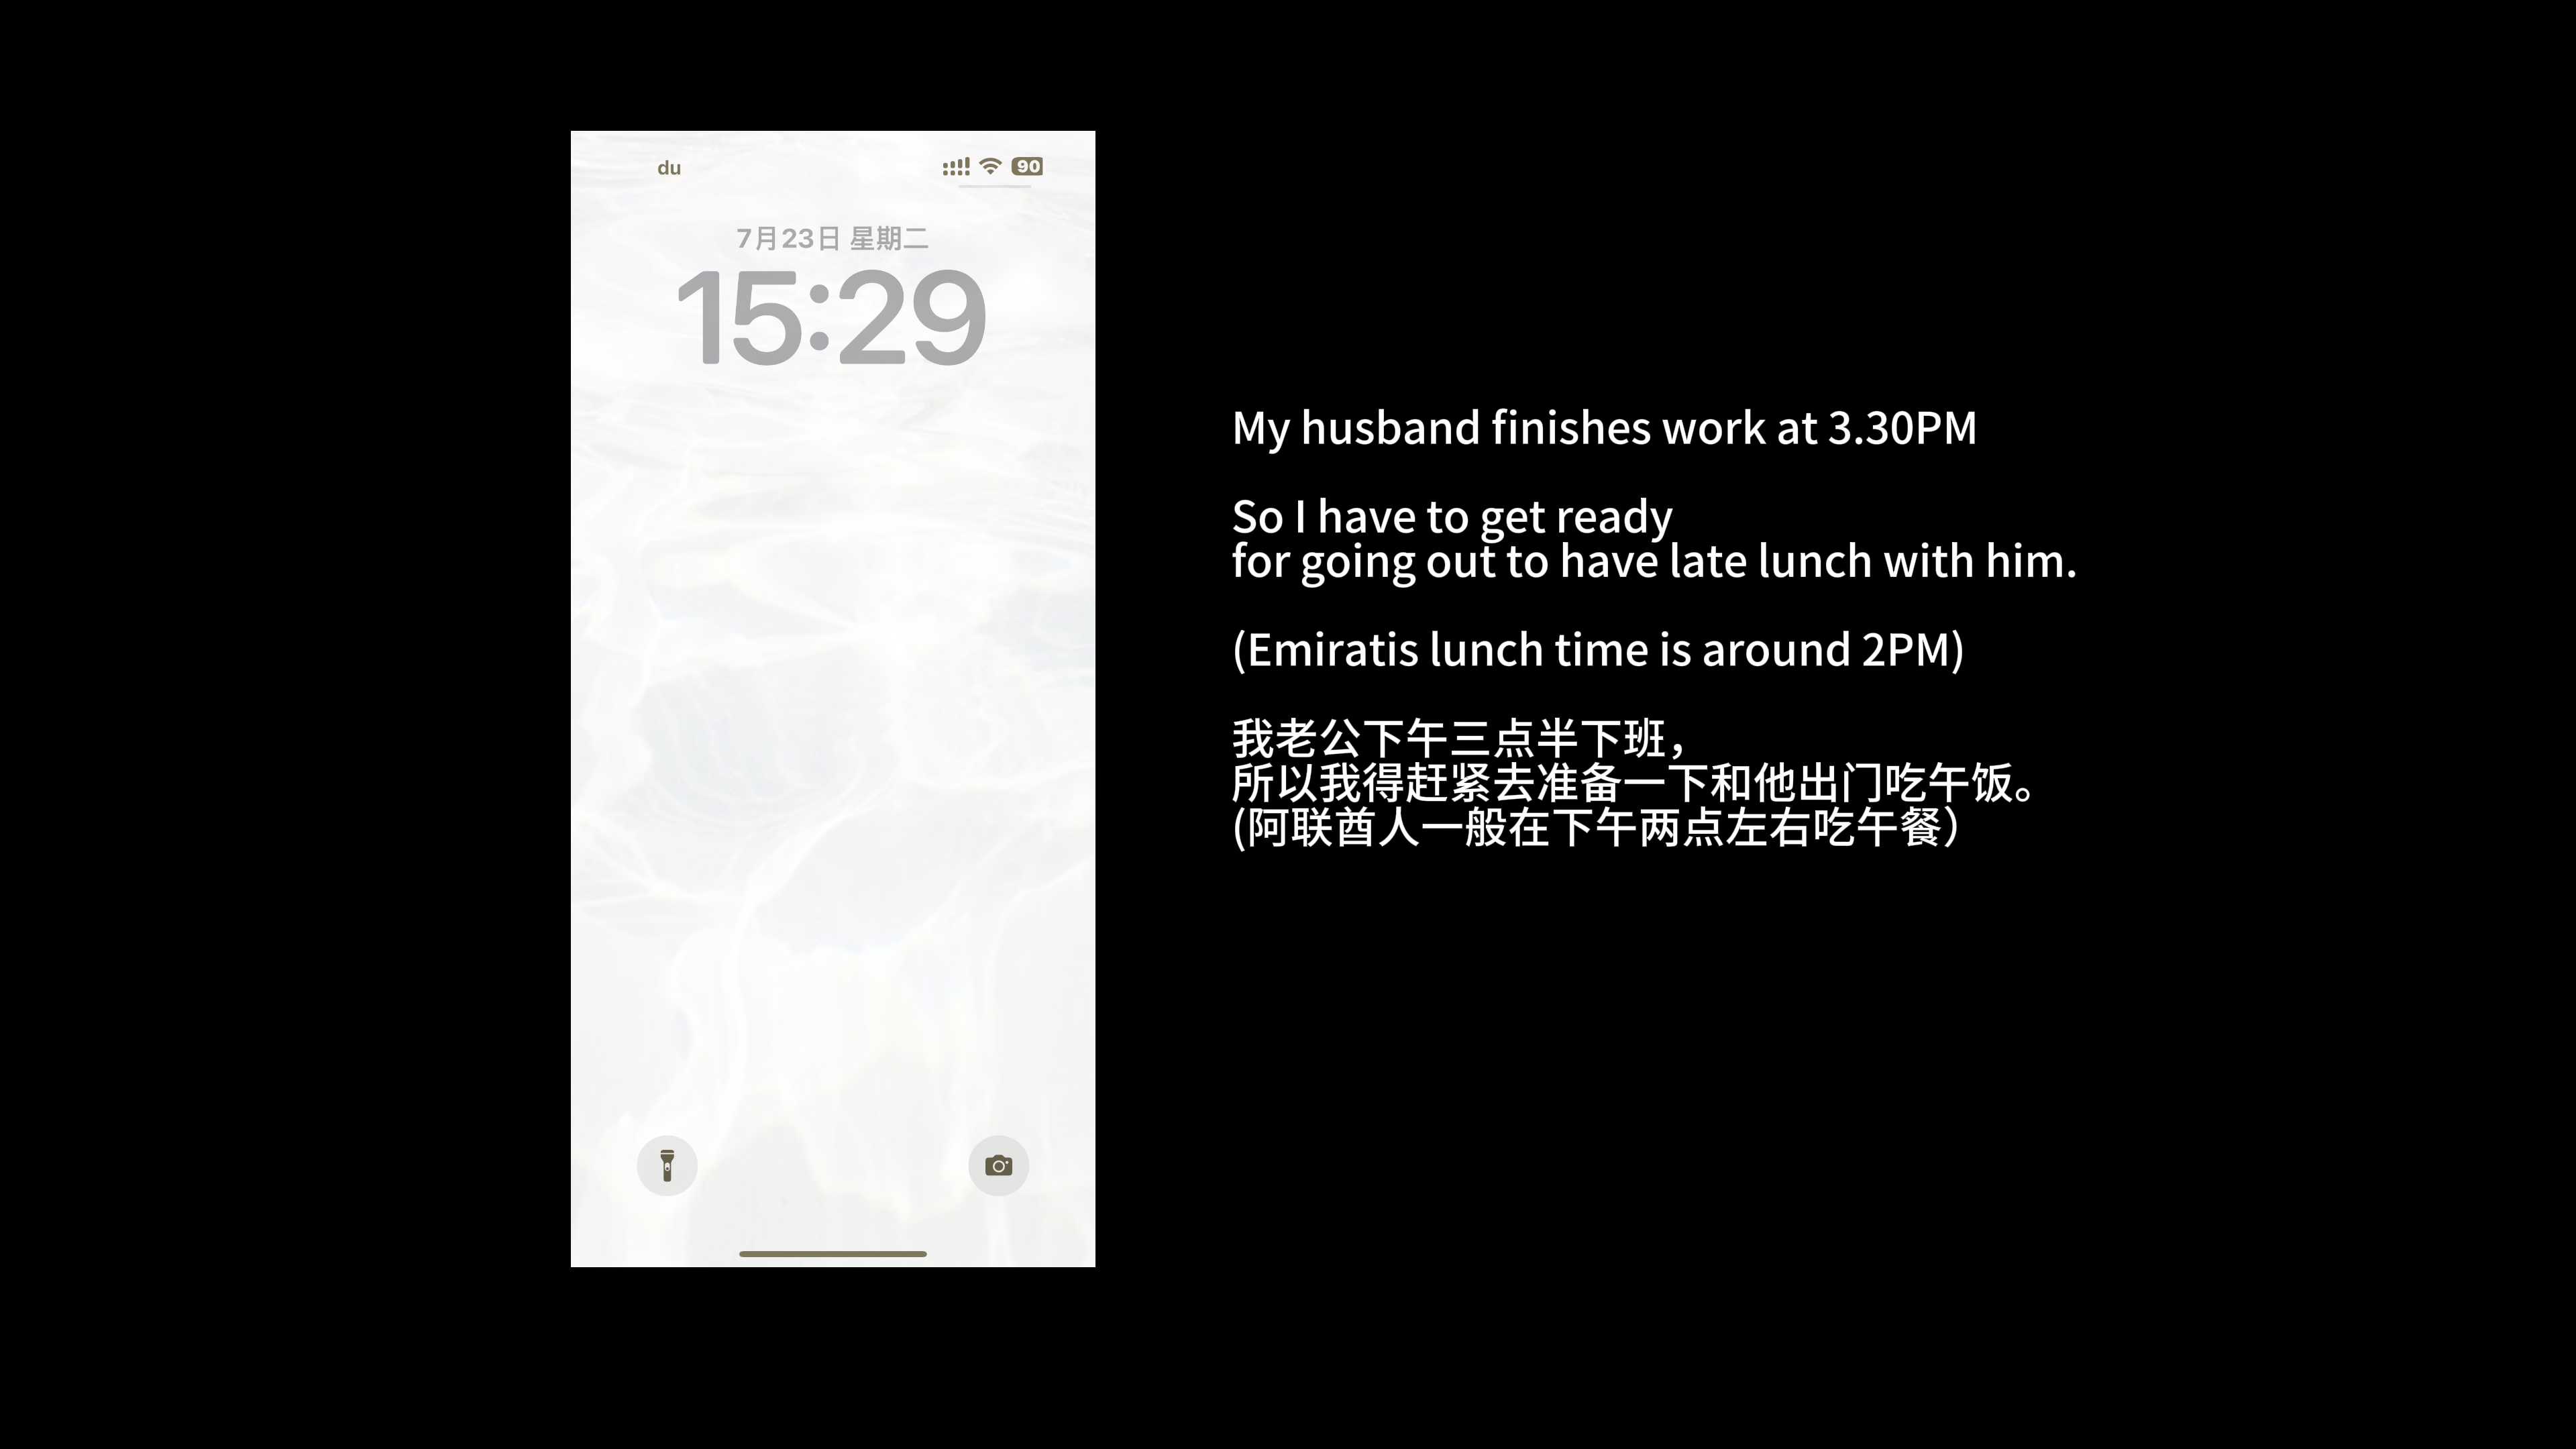 du
90
7月23日 星期二
15:29
My husband finishes work at 3.30PM
So I have to get ready
for going out to have late lunch with him.
(Emiratis lunch time is around 2PM)
我老公下午三点半下班，
所以我得赶紧去准备一下和他出门吃午饭。
(阿联酋人一般在下午两点左右吃午餐）